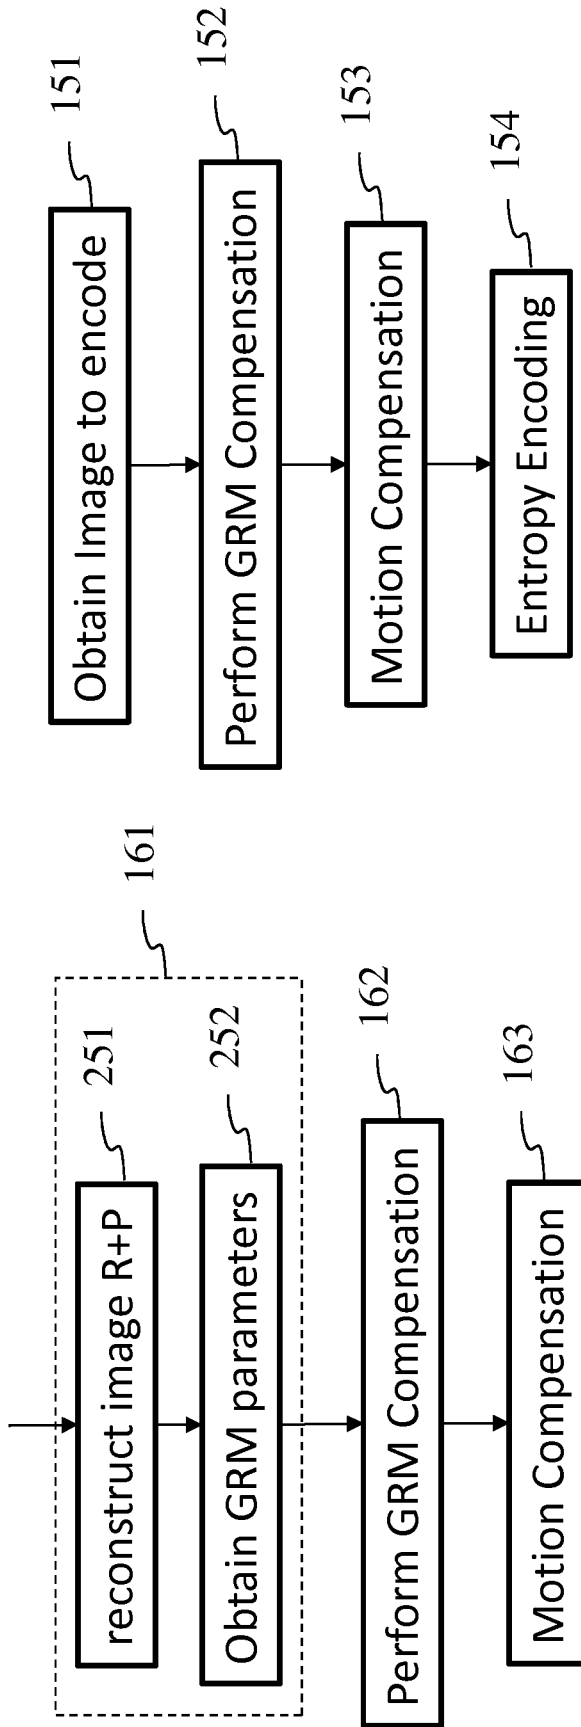 161
reconstruct image R+P
251
Obtain GRM parameters
252
Perform GRM Compensation
162
Motion Compensation
163
Obtain Image to encode
151
Perform GRM Compensation
152
Motion Compensation
153
Entropy Encoding
154